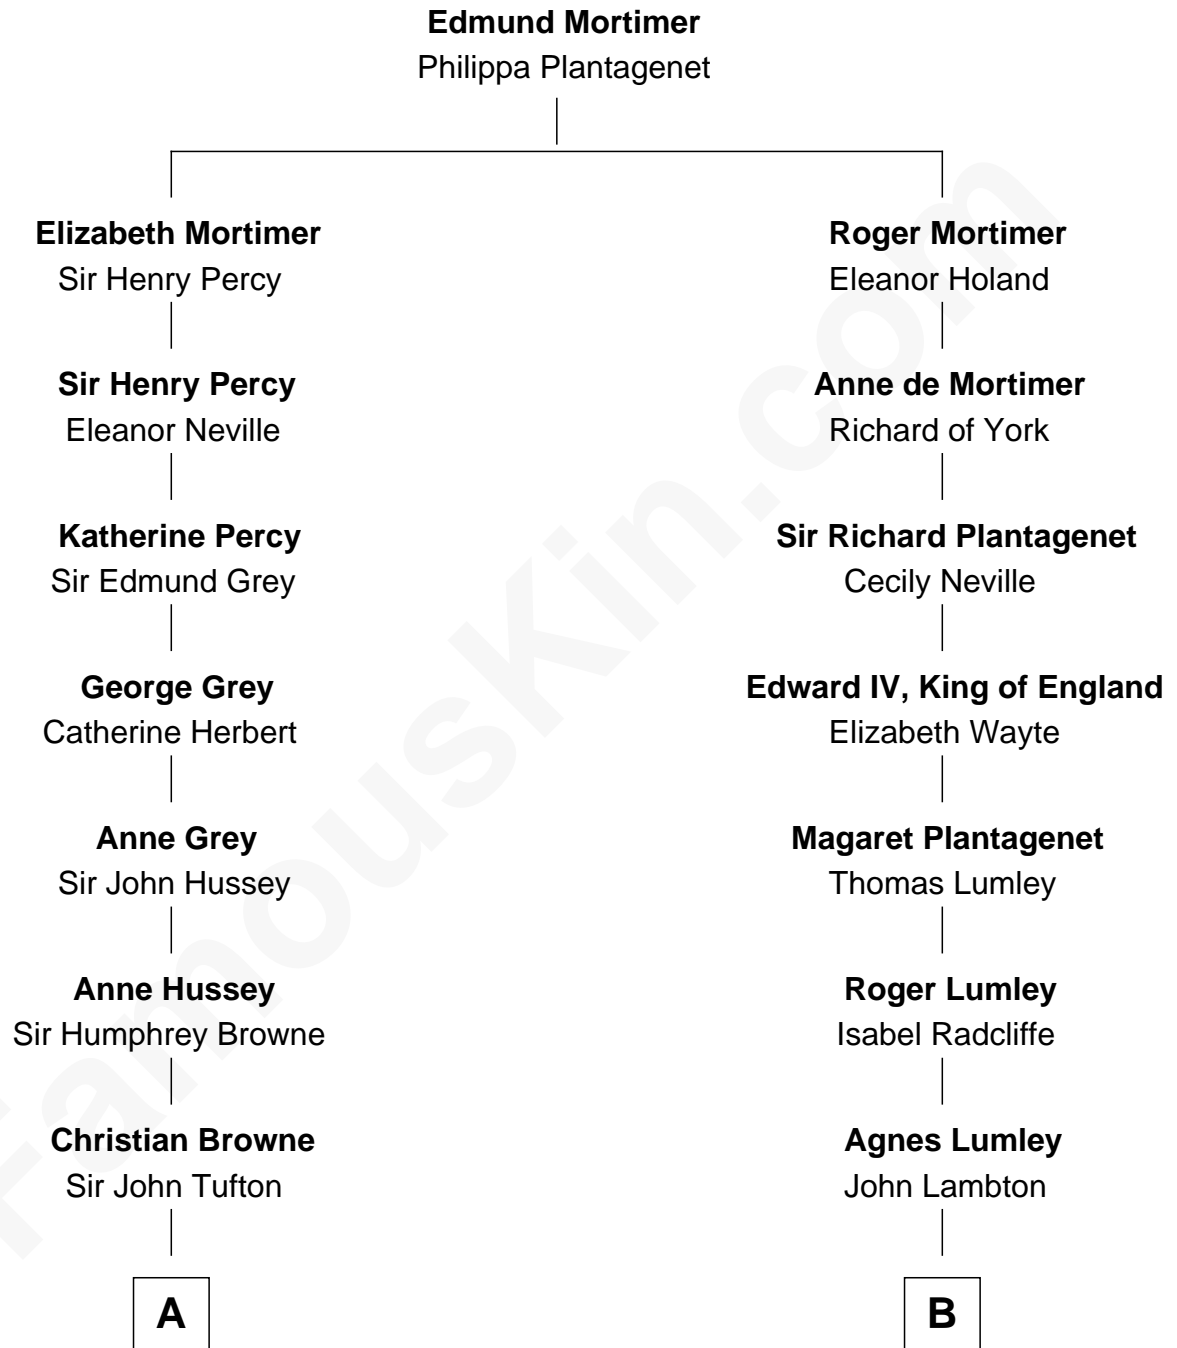 Edmund Mortimer
Philippa Plantagenet
Elizabeth Mortimer
Sir Henry Percy
Roger Mortimer
Eleanor Holand
Sir Henry Percy
Eleanor Neville
Anne de Mortimer
Richard of York
Katherine Percy
Sir Edmund Grey
Sir Richard Plantagenet
Cecily Neville
George Grey
Catherine Herbert
Edward IV, King of England
Elizabeth Wayte
Anne Grey
Sir John Hussey
Magaret Plantagenet
Thomas Lumley
Anne Hussey
Sir Humphrey Browne
Roger Lumley
Isabel Radcliffe
Christian Browne
Sir John Tufton
Agnes Lumley
John Lambton
A
B
FamousKin.com